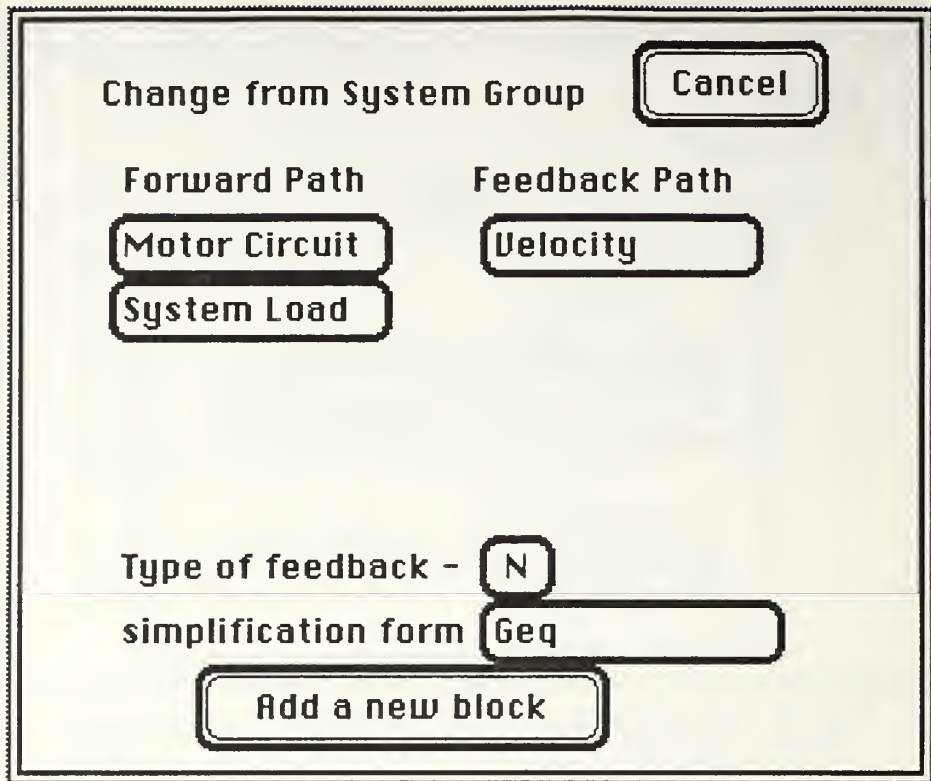 Change from System Group
Cancel
Forward Path
Feedback Path
Motor Circuit
Velocity
System Load
Type of feedback -
N
simplification form
Geq
Add a new block